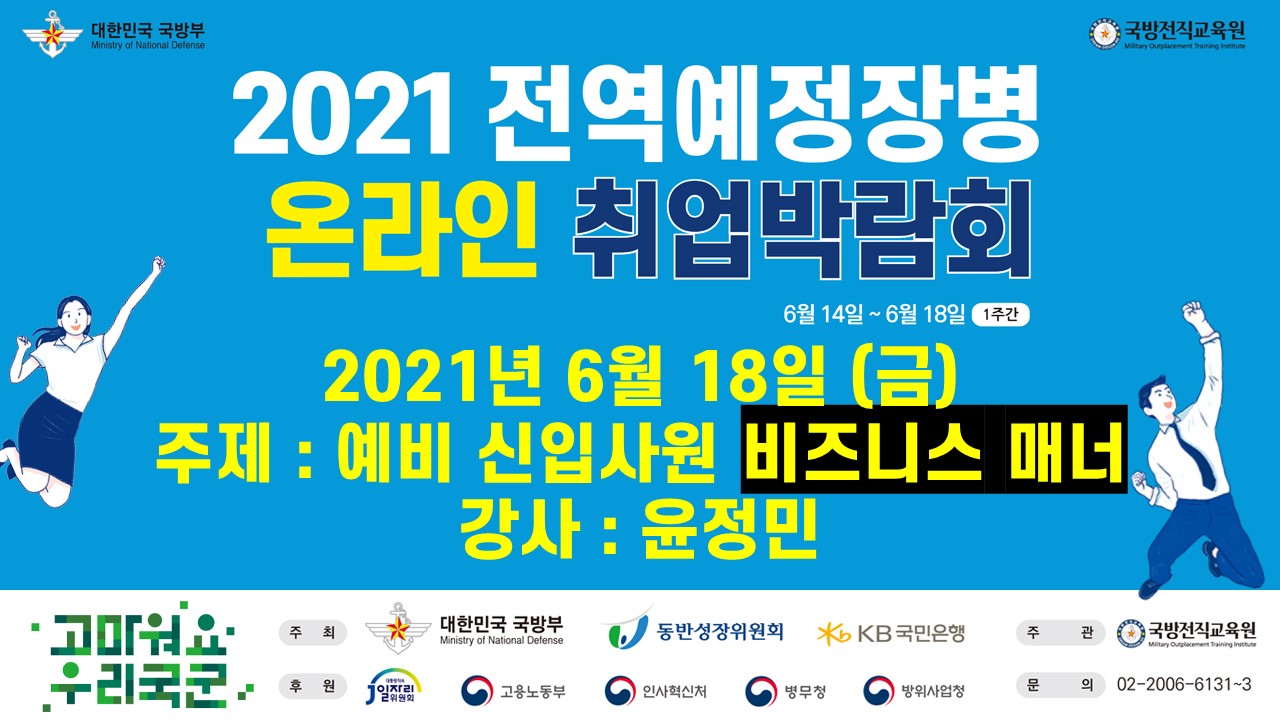 대한민국 국방부
Ministry of National Defense
국방전직교육원
Military Outplacement Training Institute
2021 전역예정장병
온라인 취업박람회
6월 14일 ~ 6월 18일 1주간
2021년 6월 18일 (금)
주제 : 예비 신입사원 비즈니스 매너
강사 : 윤정민
고마워요
우리국군
주 최
대한민국 국방부
Ministry of National Defense
동반성장위원회
KB국민은행
주 관
국방전직교육원
Military Outplacement Training Institute
후 원
대통령직속
일자리
위원회
고용노동부
인사혁신처
병무청
방위사업청
문 의
02-2006-6131~3